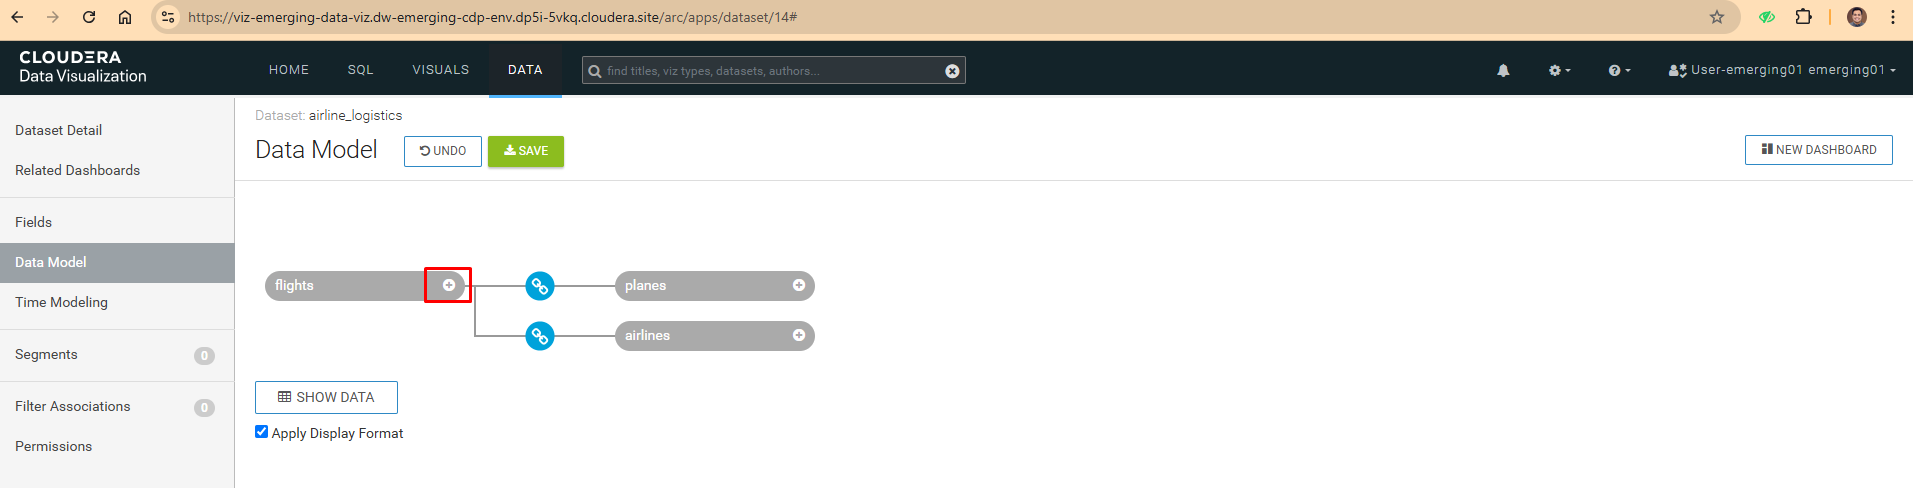 https://viz-emerging-data-viz.dw-emerging-cdp-env.dp5i-5vkq.cloudera.site/arc/apps/dataset/14#
CLOUDERA
Data Visualization
HOME
SQL
VISUALS
DATA
find titles, viz types, datasets, authors...
User-emerging01 emerging01
Dataset Detail
Related Dashboards
Fields
Data Model
Time Modeling
Segments 0
Filter Associations 0
Permissions
Dataset: airline_logistics
Data Model
UNDO
SAVE
NEW DASHBOARD
flights
planes
airlines
SHOW DATA
Apply Display Format